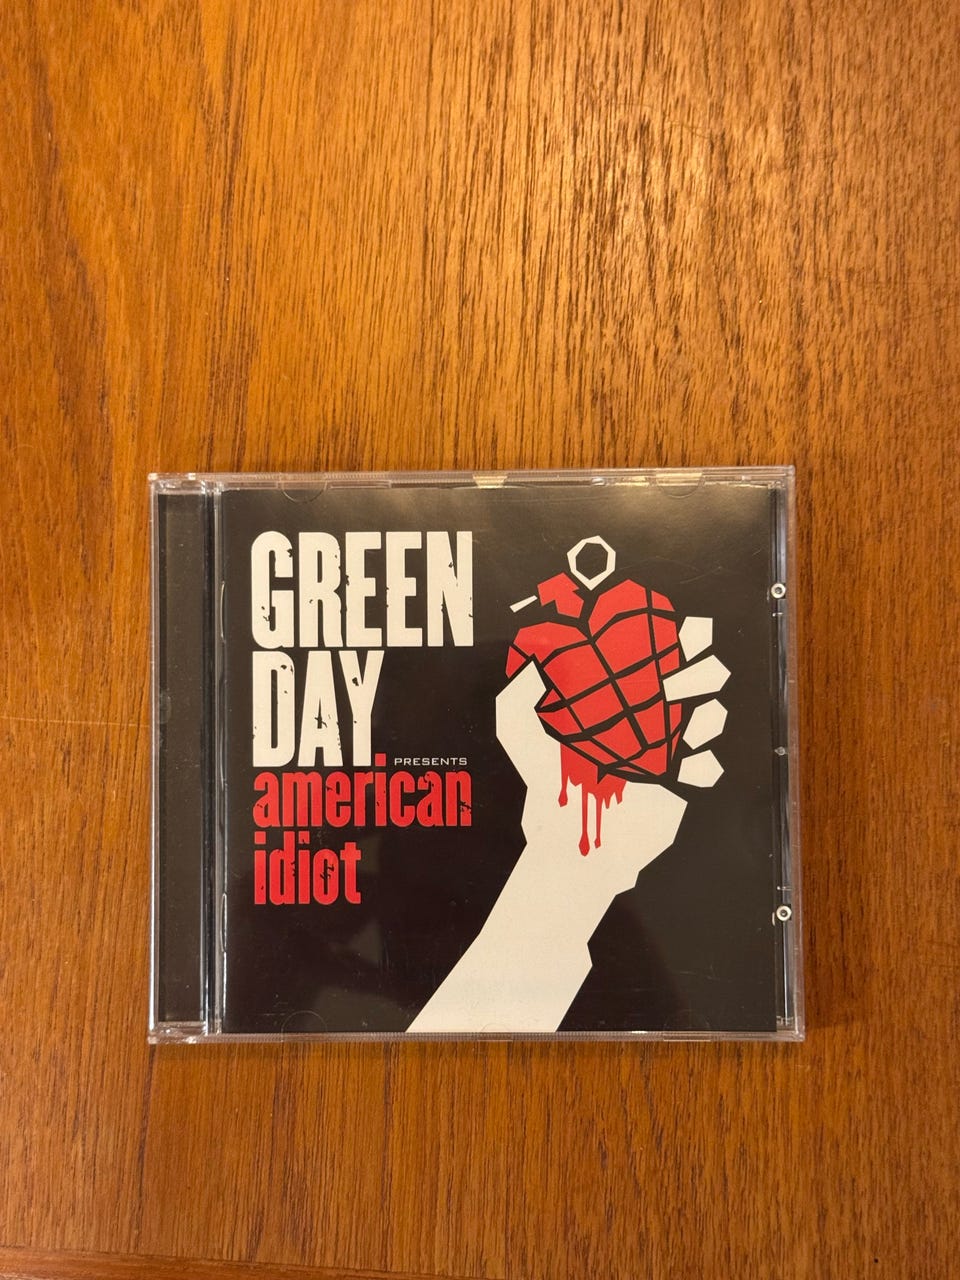 GREEN
DAY
PRESENTS
american
idiot